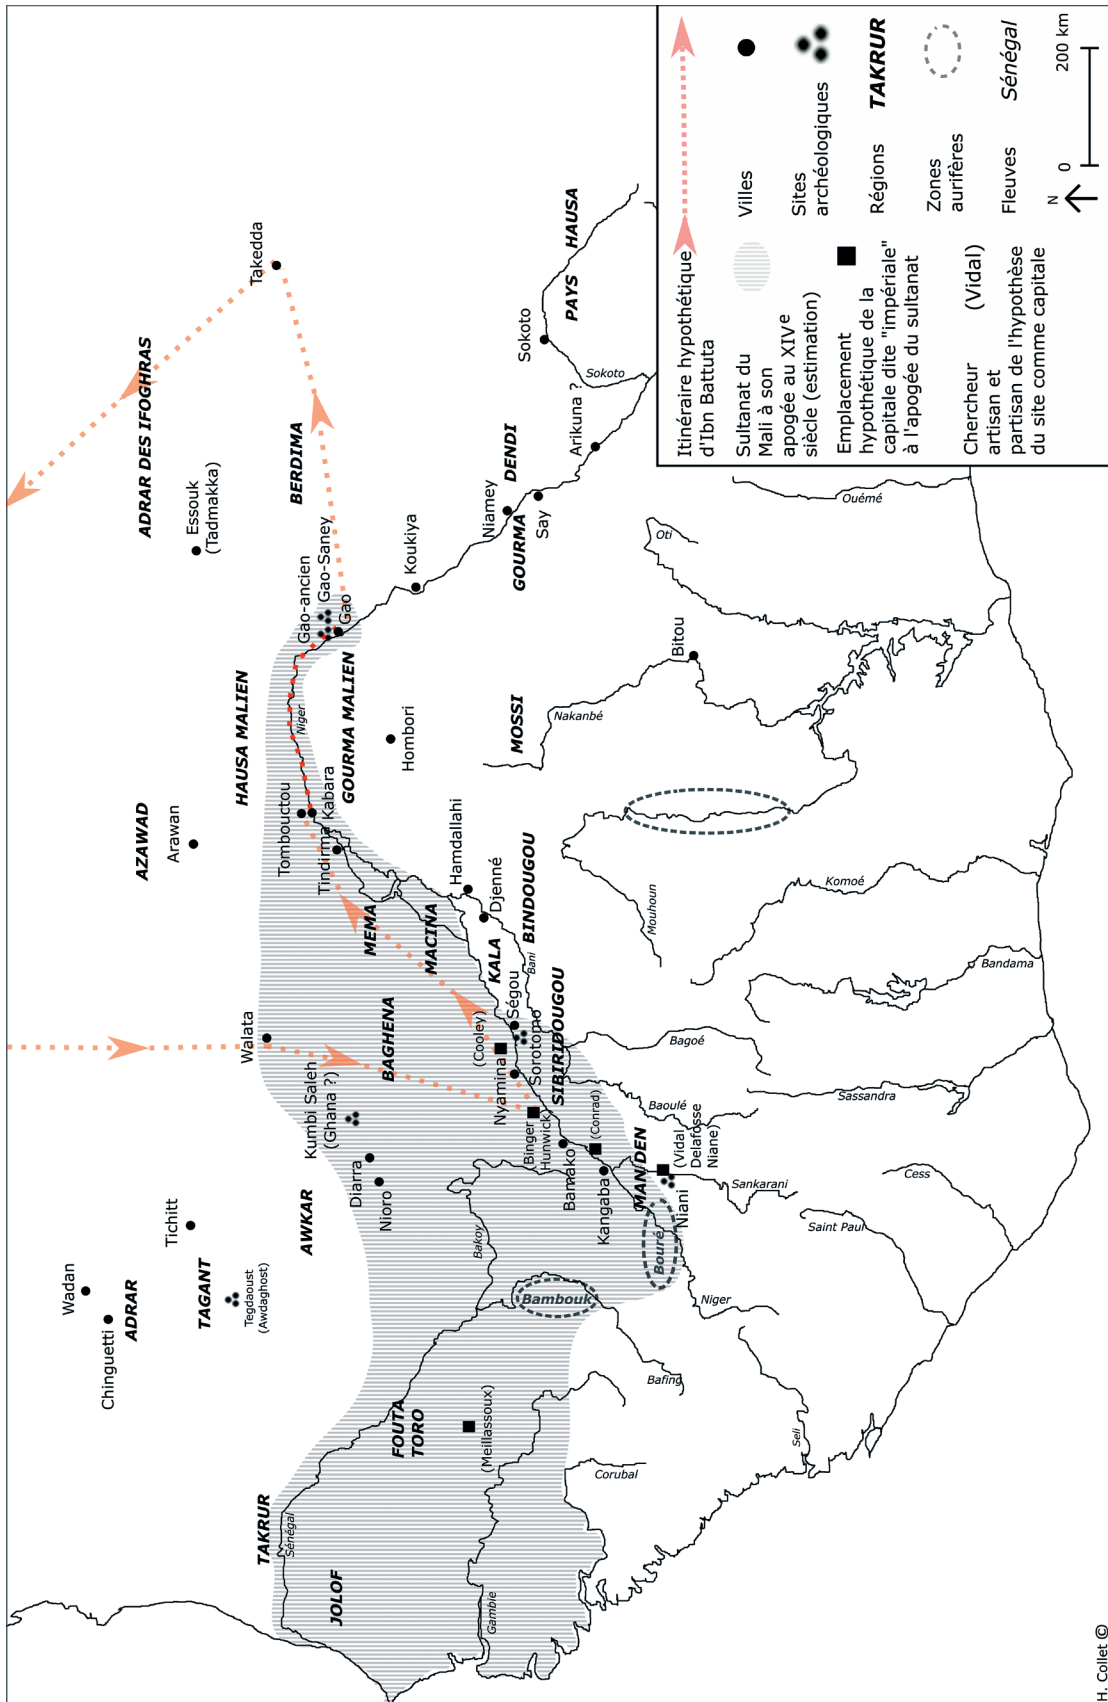 Wadan
Chinguetti
ADRAR
Tichitt
TAGANT
Tegdaoust
(Awdaghost)
AWKAR
Kumbi Saleh
(Ghana ?)
Walata
AZAWAD
Arawan
ADRAR DES IFOGHRAS
Essouk
(Tadmakka)
Takedda
BERDIMA
HAUSA MALIEN
Gao-ancien
Gao-Saney
Gao
Niger
Tombouctou
Kabara
Tindirma
GOURMA MALIEN
Hombori
Koukiya
TAKRUR
Sénégal
JOLOF
FOUTA
TORO
(Meillassoux)
Gambie
Diarra
Nioro
BAGHENA
MEMA
MACINA
Hamdallahi
Djenné
KALA
BINDOUGOU
Bani
(Cooley)
Ségou
Nyamina
Sorotomo
SIBIRIDOUGOU
Binger
Hunwick)
(Conrad)
Bamako
Kangaba
MANDEN
(Vidal
Delafosse
Niane)
Niani
Bakoy
Bambouk
Bouré
Niger
Bafing
Corubal
Seli
Sankarani
Baoulé
Bagoé
Saint Paul
Cess
Sassandra
Bandama
Komoé
Mouhoun
MOSSI
Nakanbé
Bitou
Oti
Ouémé
Niamey
DENDI
GOURMA
Say
Arikuna ?
Sokoto
Sokoto
PAYS HAUSA
Itinéraire hypothétique
d'Ibn Battuta
Sultanat du
Mali à son
apogée au XIVe
siècle (estimation)
Emplacement
hypothétique de la
capitale dite "impériale"
à l'apogée du sultanat
Chercheur (Vidal)
artisan et
partisan de l'hypothèse
du site comme capitale
Villes
Sites
archéologiques
Régions TAKRUR
Zones
aurifères
Fleuves Sénégal
N
0 200 km
H. Collet ©